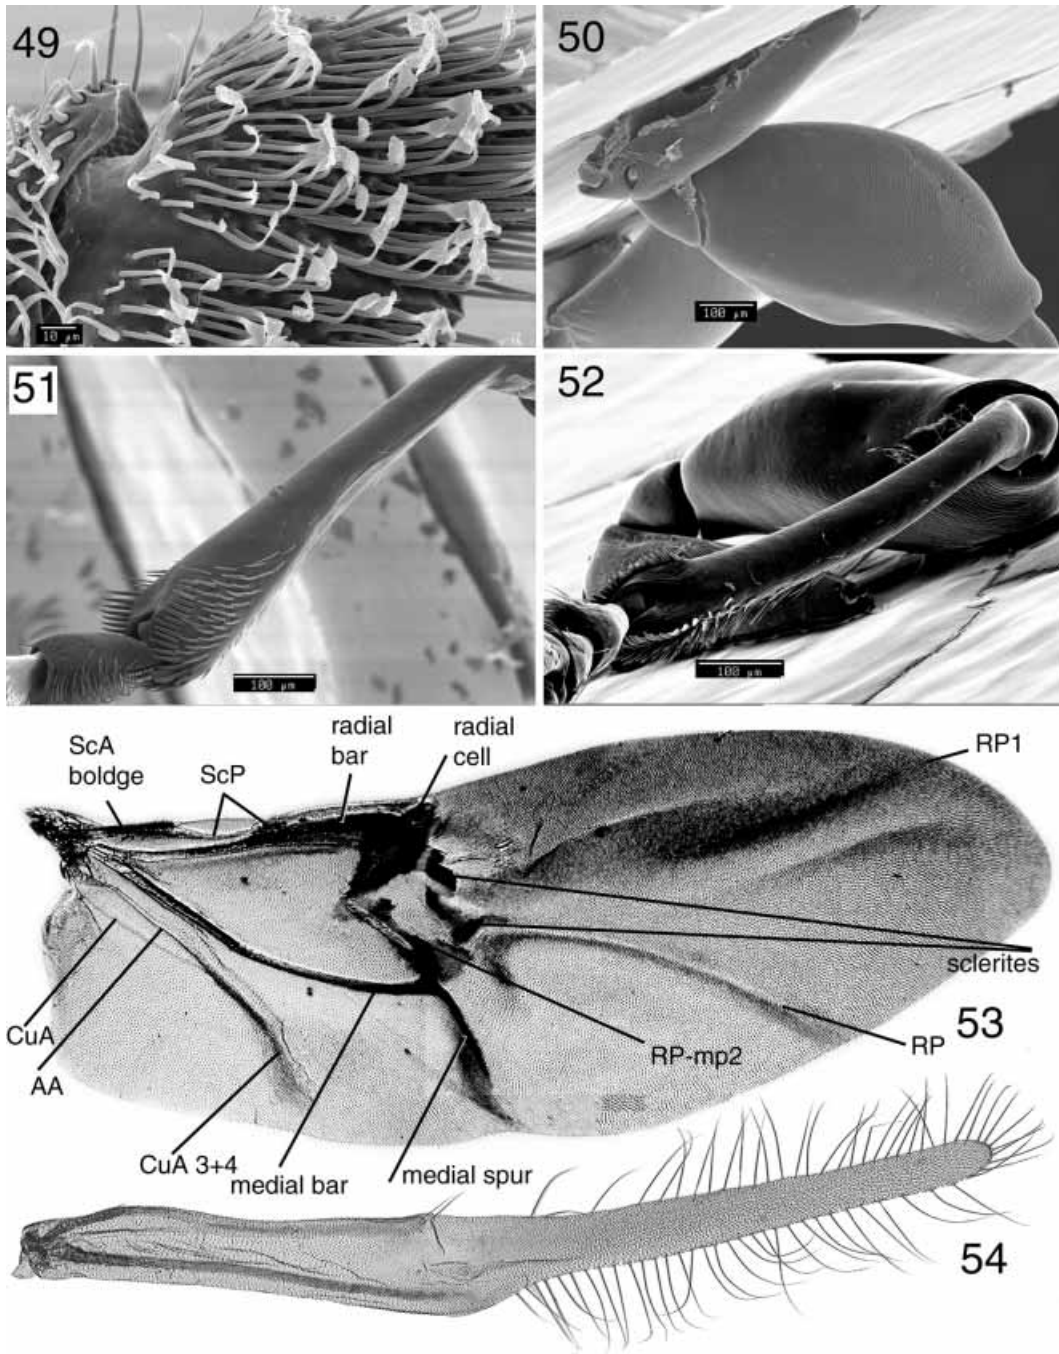 49
10 µm
50
100 µm
51
100 µm
52
100 µm
ScA
boldge
ScP
radial
bar
radial
cell
RP1
sclerites
53
CuA
AA
RP-mp2
RP
CuA 3+4
medial bar
medial spur
54